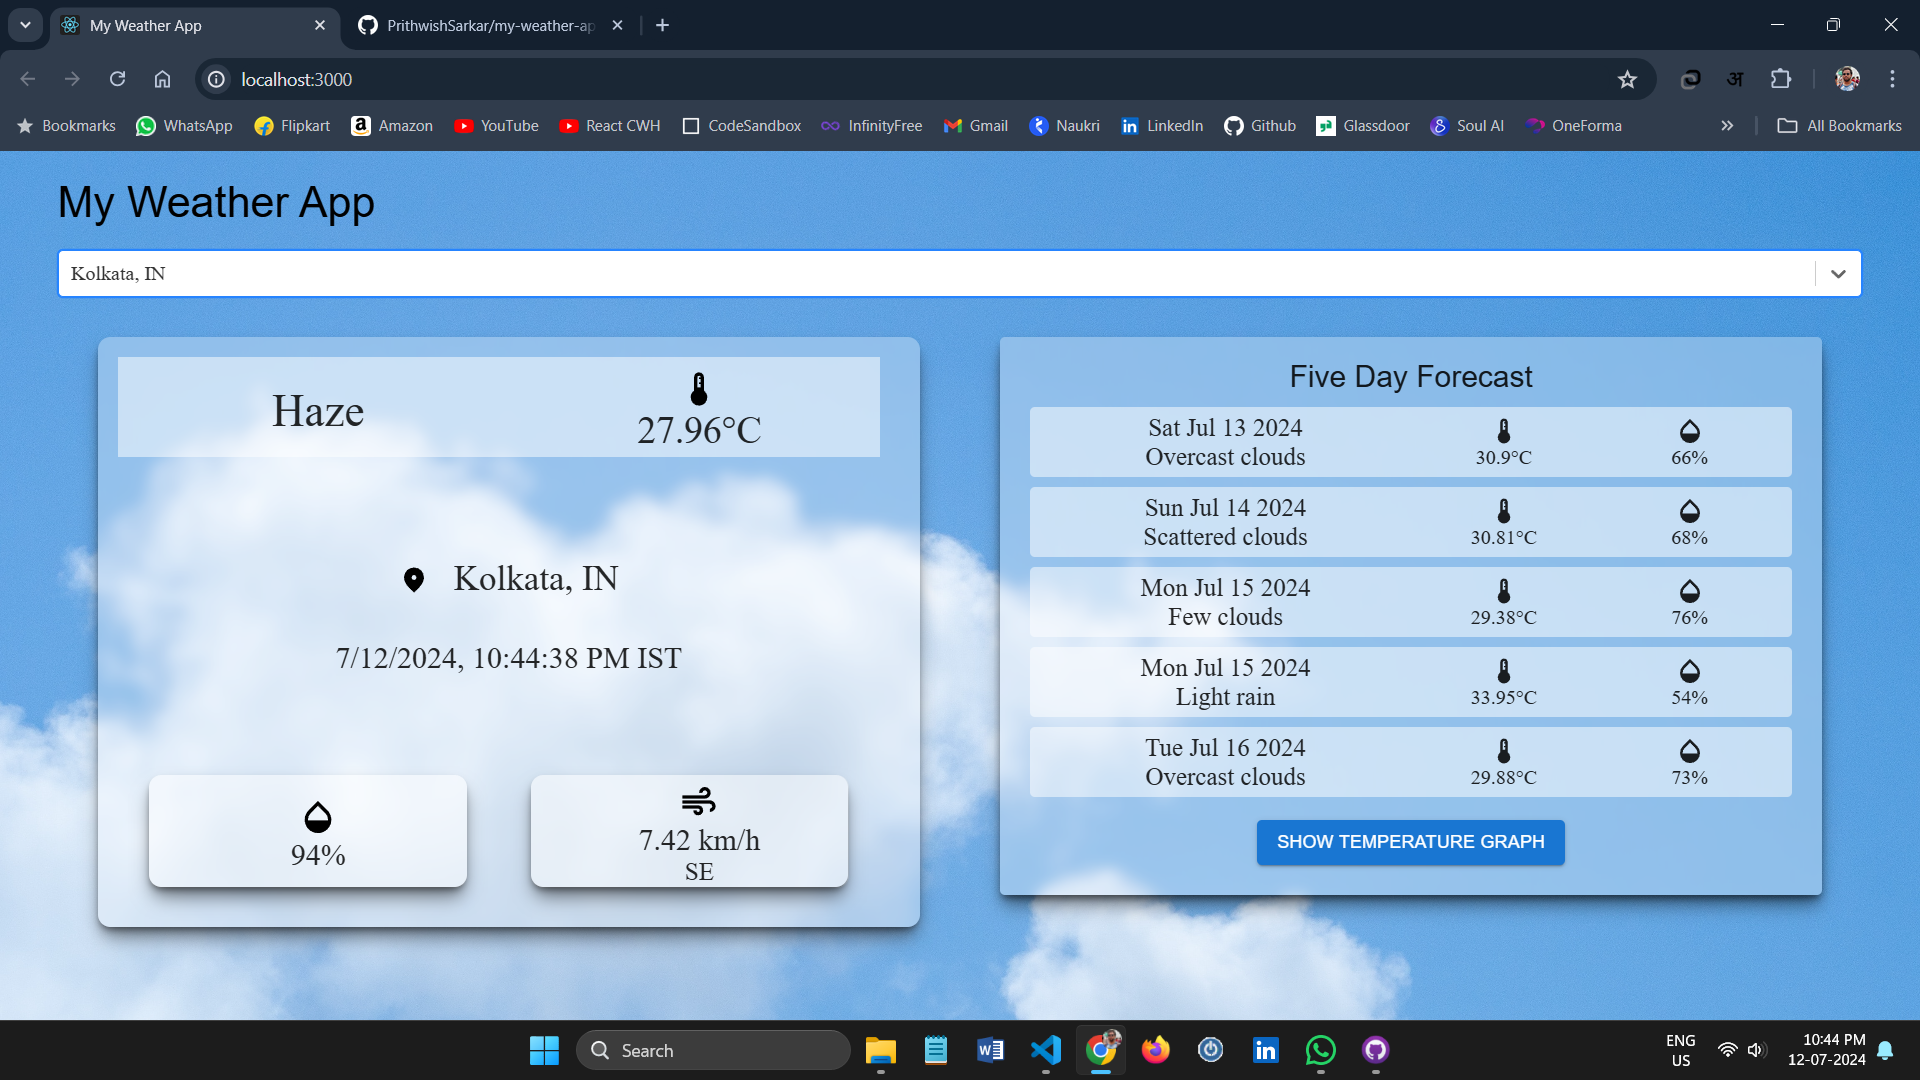 My Weather App
PrithwishSarkar/my-weather-ap
localhost:3000
अ
Bookmarks
WhatsApp
Flipkart
Amazon
YouTube
React CWH
CodeSandbox
InfinityFree
Gmail
Naukri
LinkedIn
Github
Glassdoor
Soul AI
OneForma
All Bookmarks
My Weather App
Kolkata, IN
Haze
27.96°C
Kolkata, IN
7/12/2024, 10:44:38 PM IST
94%
7.42 km/h
SE
Five Day Forecast
Sat Jul 13 2024
Overcast clouds
30.9°C
66%
Sun Jul 14 2024
Scattered clouds
30.81°C
68%
Mon Jul 15 2024
Few clouds
29.38°C
76%
Mon Jul 15 2024
Light rain
33.95°C
54%
Tue Jul 16 2024
Overcast clouds
29.88°C
73%
SHOW TEMPERATURE GRAPH
Search
ENG
US
10:44 PM
12-07-2024